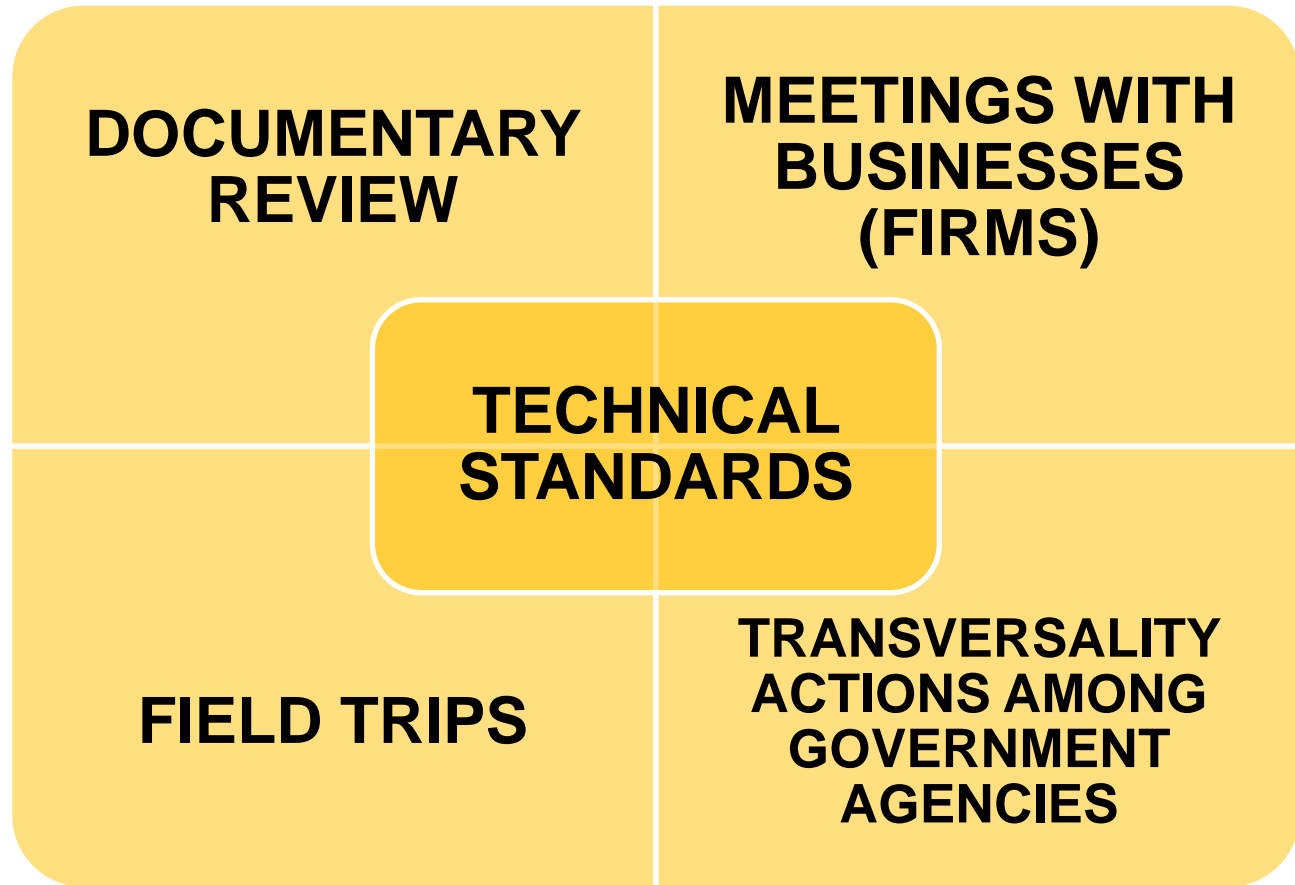 DOCUMENTARY
REVIEW
MEETINGS WITH
BUSINESSES
(FIRMS)
TECHNICAL
STANDARDS
FIELD TRIPS
TRANSVERSALITY
ACTIONS AMONG
GOVERNMENT
AGENCIES